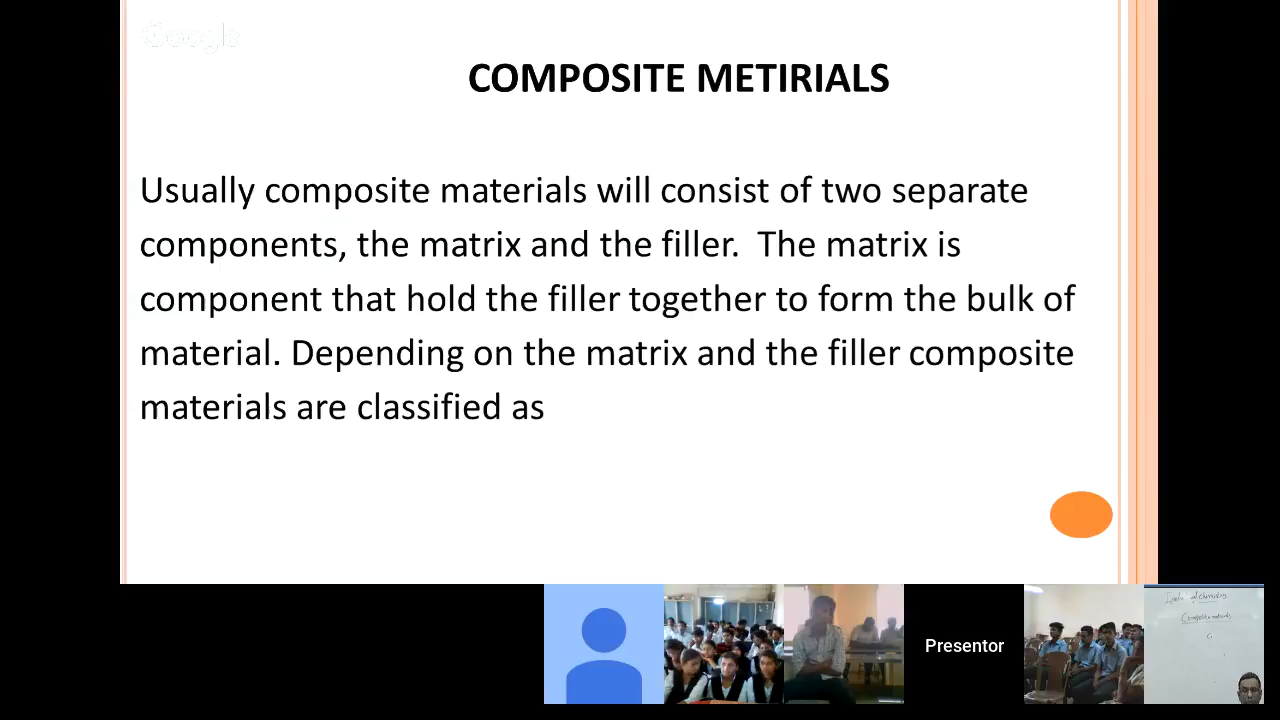 Google
COMPOSITE METIRIALS
Usually composite materials will consist of two separate
components, the matrix and the filler. The matrix is
component that hold the filler together to form the bulk of
material. Depending on the matrix and the filler composite
materials are classified as
Presentor